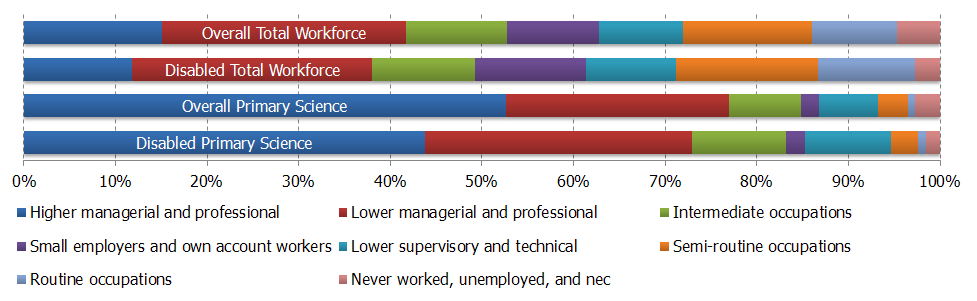 Overall Total Workforce
Disabled Total Workforce
Overall Primary Science
Disabled Primary Science
0% 10% 20% 30% 40% 50% 60% 70% 80% 90% 100%
Higher managerial and professional Lower managerial and professional Intermediate occupations
Small employers and own account workers Lower supervisory and technical Semi-routine occupations
Routine occupations Never worked, unemployed, and nec